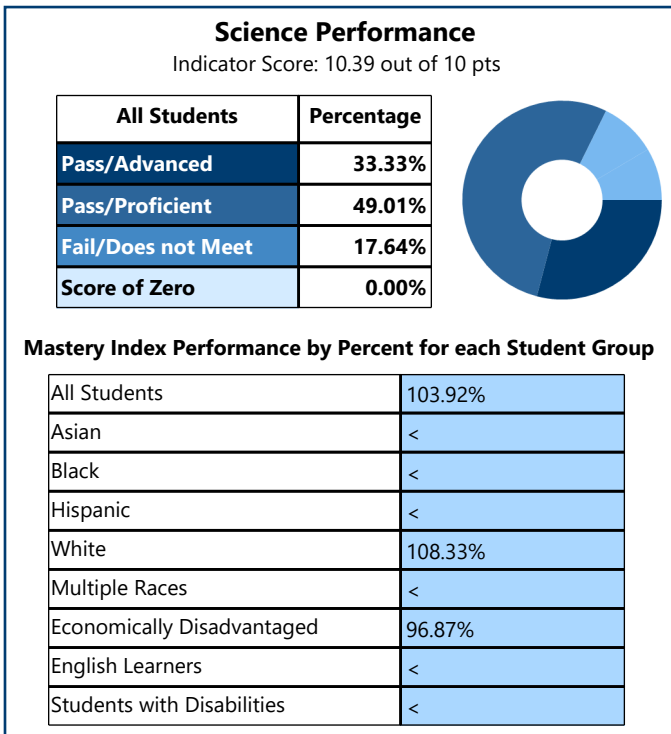 Science Performance
Indicator Score: 10.39 out of 10 pts
All Students Percentage
Pass/Advanced 33.33%
Pass/Proficient 49.01%
Fail/Does not Meet 17.64%
Score of Zero 0.00%
Mastery Index Performance by Percent for each Student Group
All Students 103.92%
Asian <
Black <
Hispanic <
White 108.33%
Multiple Races <
Economically Disadvantaged 96.87%
English Learners <
Students with Disabilities <